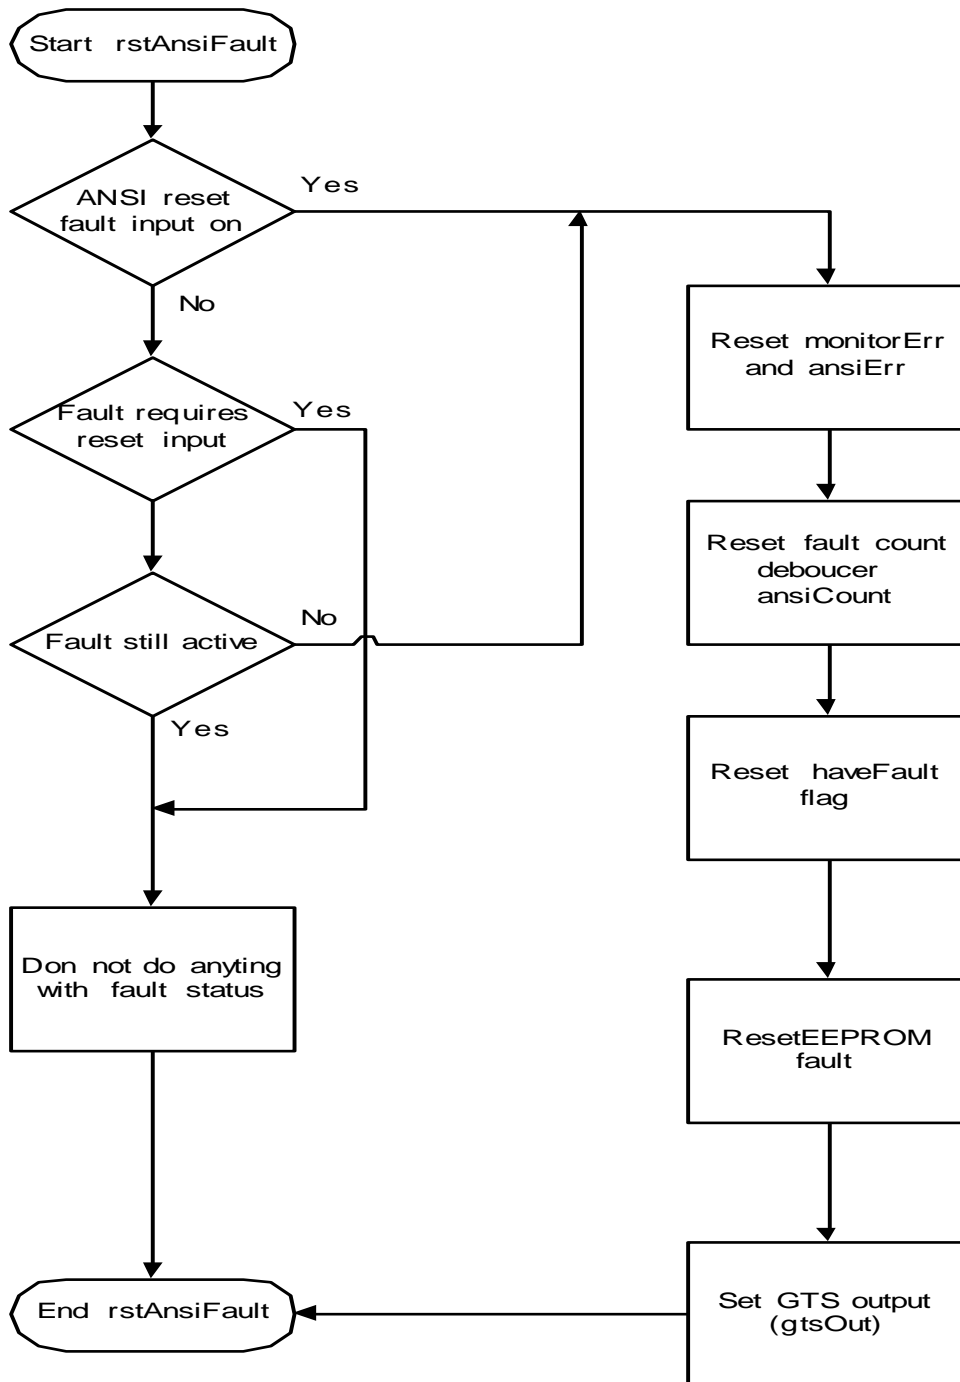 Start rstAnsiFault
ANSI reset
fault input on
Yes
No
Reset monitorErr
and ansiErr
Fault requires
reset input
Yes
Reset fault count
deboucer
ansiCount
Fault still active
No
Yes
Reset haveFault
flag
Don not do anyting
with fault status
ResetEEPROM
fault
End rstAnsiFault
Set GTS output
(gtsOut)